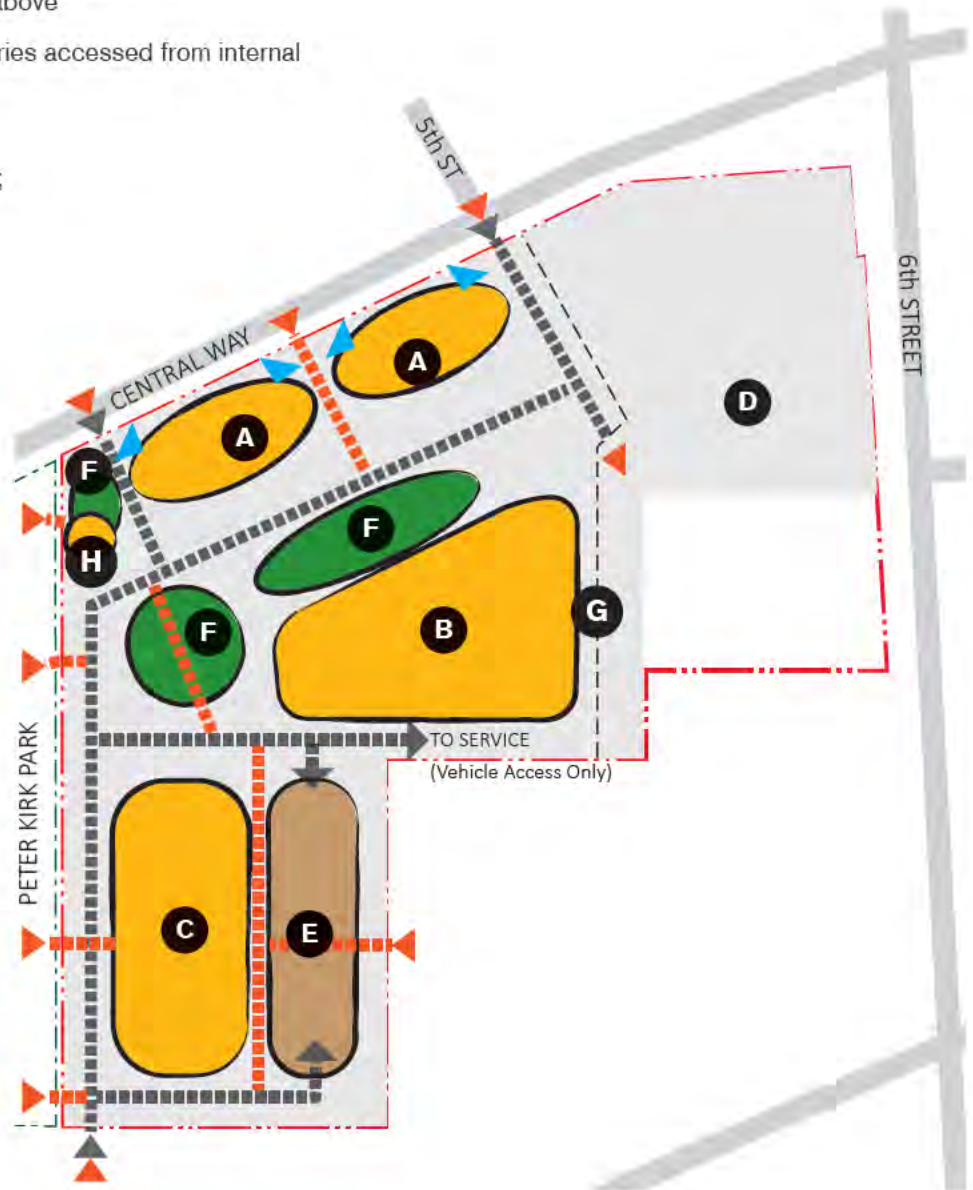 above
ries accessed from internal
5th ST
6th STREET
CENTRAL WAY
A
D
A
F
F
H
G
F
B
TO SERVICE
(Vehicle Access Only)
PETER KIRK PARK
C
E